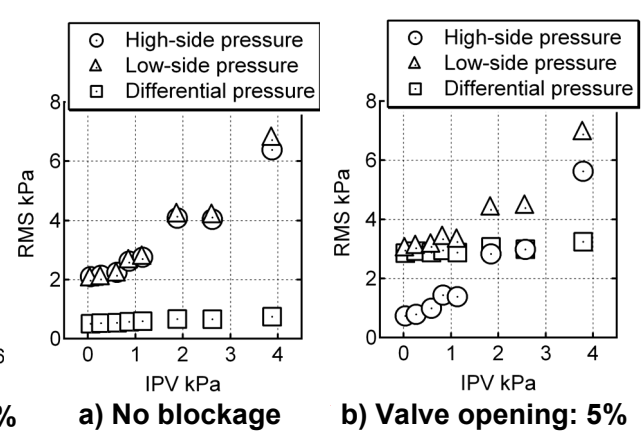 High-side pressure
Low-side pressure
Differential pressure
8
6
4
2
0
RMS kPa
0 1 2 3 4
IPV kPa
a) No blockage
High-side pressure
Low-side pressure
Differential pressure
8
6
4
2
0
RMS kPa
0 1 2 3 4
IPV kPa
b) Valve opening: 5%
6
%